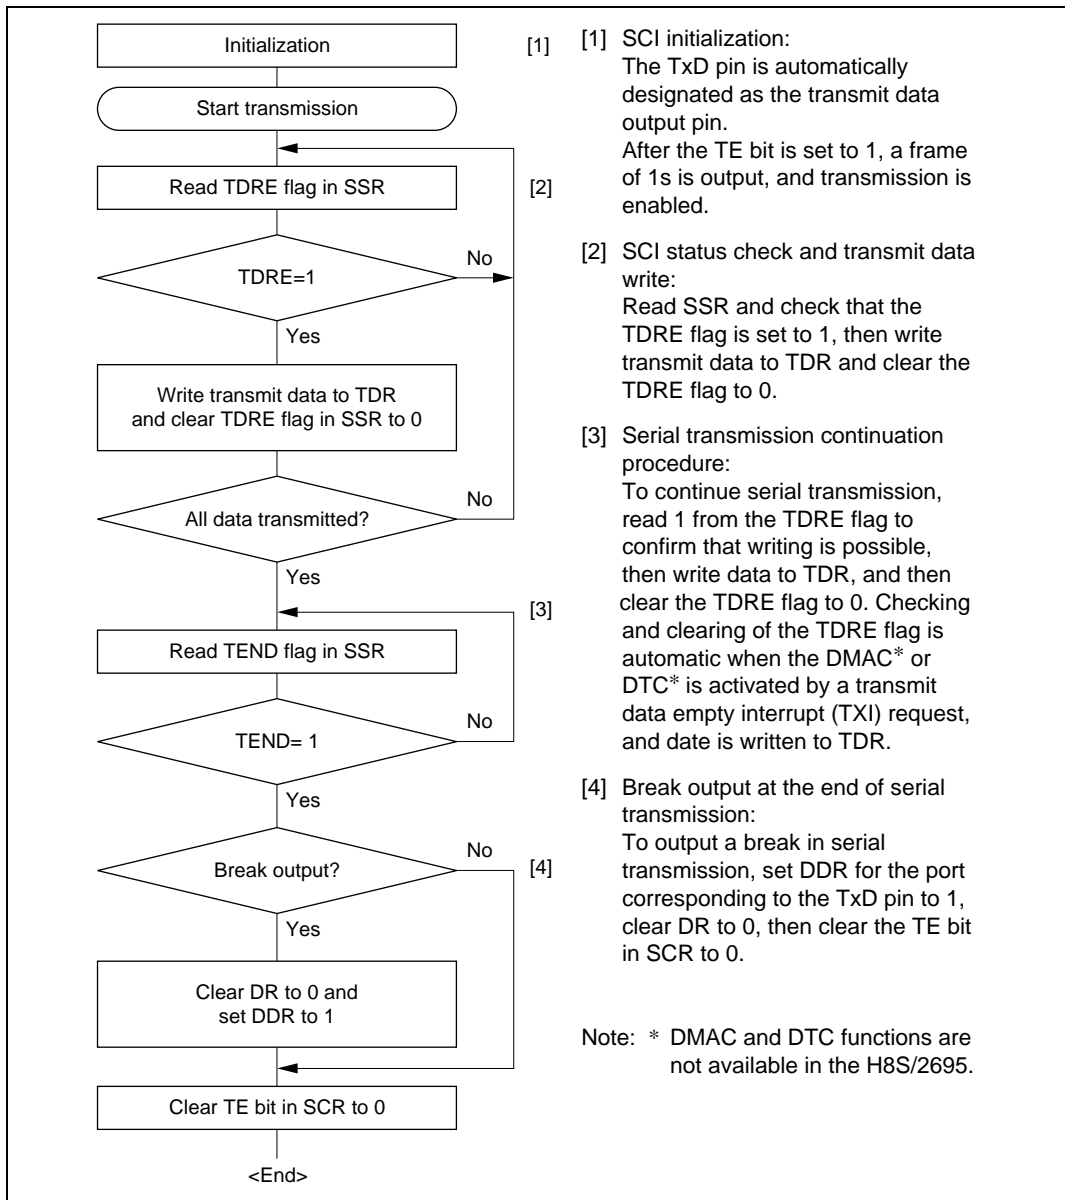 Initialization [1]
Start transmission
Read TDRE flag in SSR [2]
No
TDRE=1
Yes
Write transmit data to TDR
and clear TDRE flag in SSR to 0
No
All data transmitted?
Yes
[3]
Read TEND flag in SSR
No
TEND= 1
Yes
No
Break output? [4]
Yes
Clear DR to 0 and
set DDR to 1
Clear TE bit in SCR to 0
<End>
[1] SCI initialization:
The TxD pin is automatically
designated as the transmit data
output pin.
After the TE bit is set to 1, a frame
of 1s is output, and transmission is
enabled.
[2] SCI status check and transmit data
write:
Read SSR and check that the
TDRE flag is set to 1, then write
transmit data to TDR and clear the
TDRE flag to 0.
[3] Serial transmission continuation
procedure:
To continue serial transmission,
read 1 from the TDRE flag to
confirm that writing is possible,
then write data to TDR, and then
clear the TDRE flag to 0. Checking
and clearing of the TDRE flag is
automatic when the DMAC* or
DTC* is activated by a transmit
data empty interrupt (TXI) request,
and date is written to TDR.
[4] Break output at the end of serial
transmission:
To output a break in serial
transmission, set DDR for the port
corresponding to the TxD pin to 1,
clear DR to 0, then clear the TE bit
in SCR to 0.
Note: * DMAC and DTC functions are
not available in the H8S/2695.